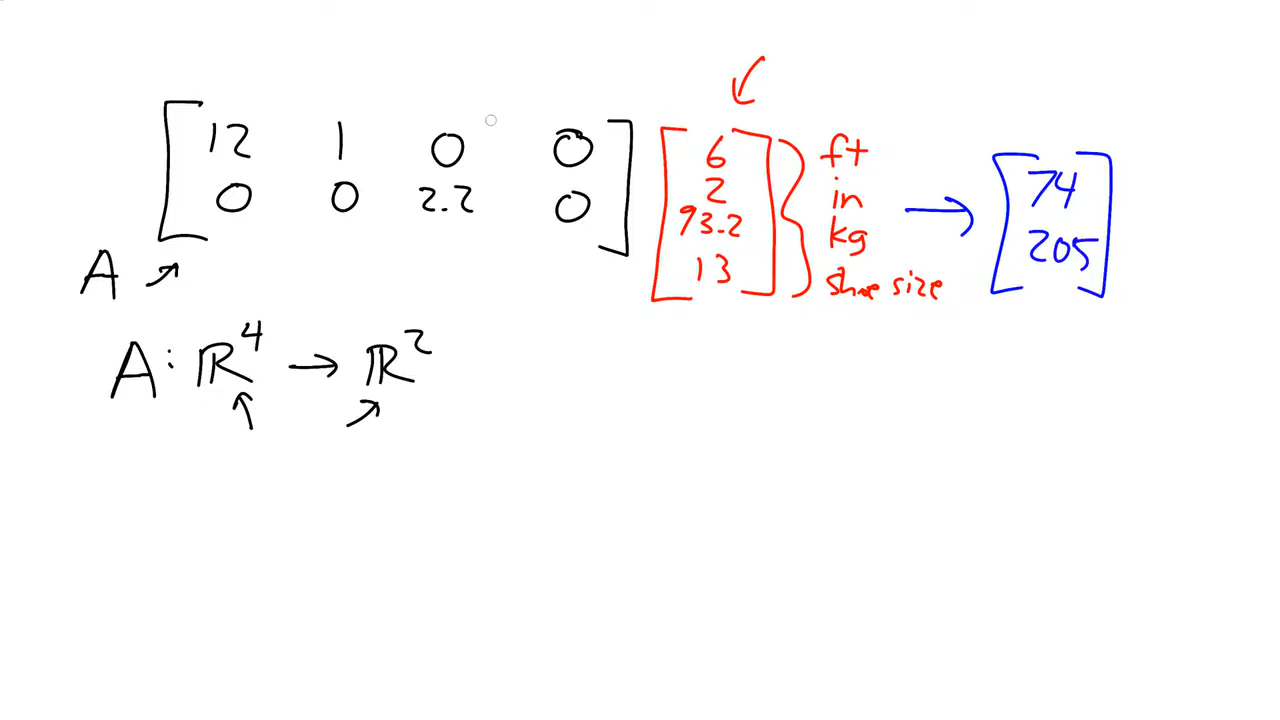 12 1 0 0
0 0 2.2 0
6 ft
2 in
93.2 kg
13 shoe size
→
74
205
A →
A: ℝ⁴ → ℝ²